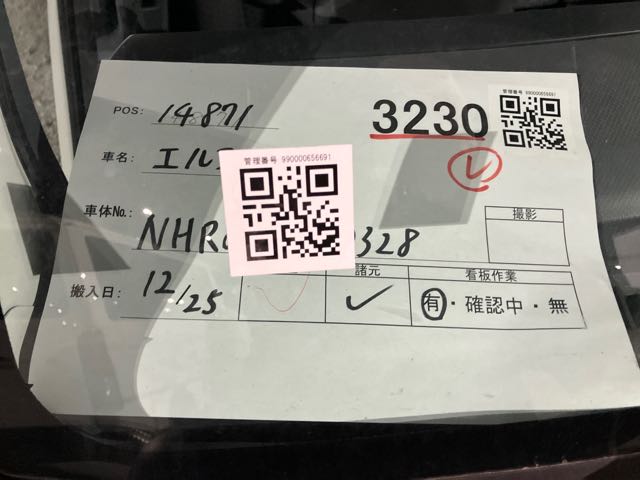 管理番号 990000656691
POS: 14871
3230
レ
車名: エル
管理番号 990000656691
車体No.: NHR 328
撮影
搬入日: 12/25
諸元
看板作業
有・確認中・無